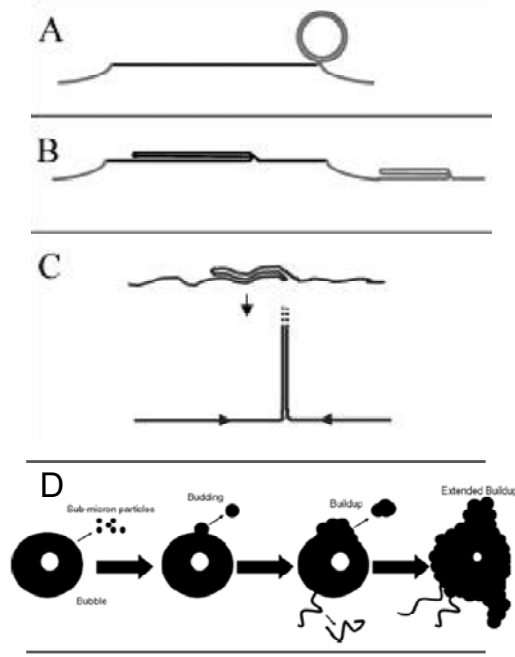 A
B
C
D
Sub-micron particles
Bubble
Budding
Buildup
Extended Buildup